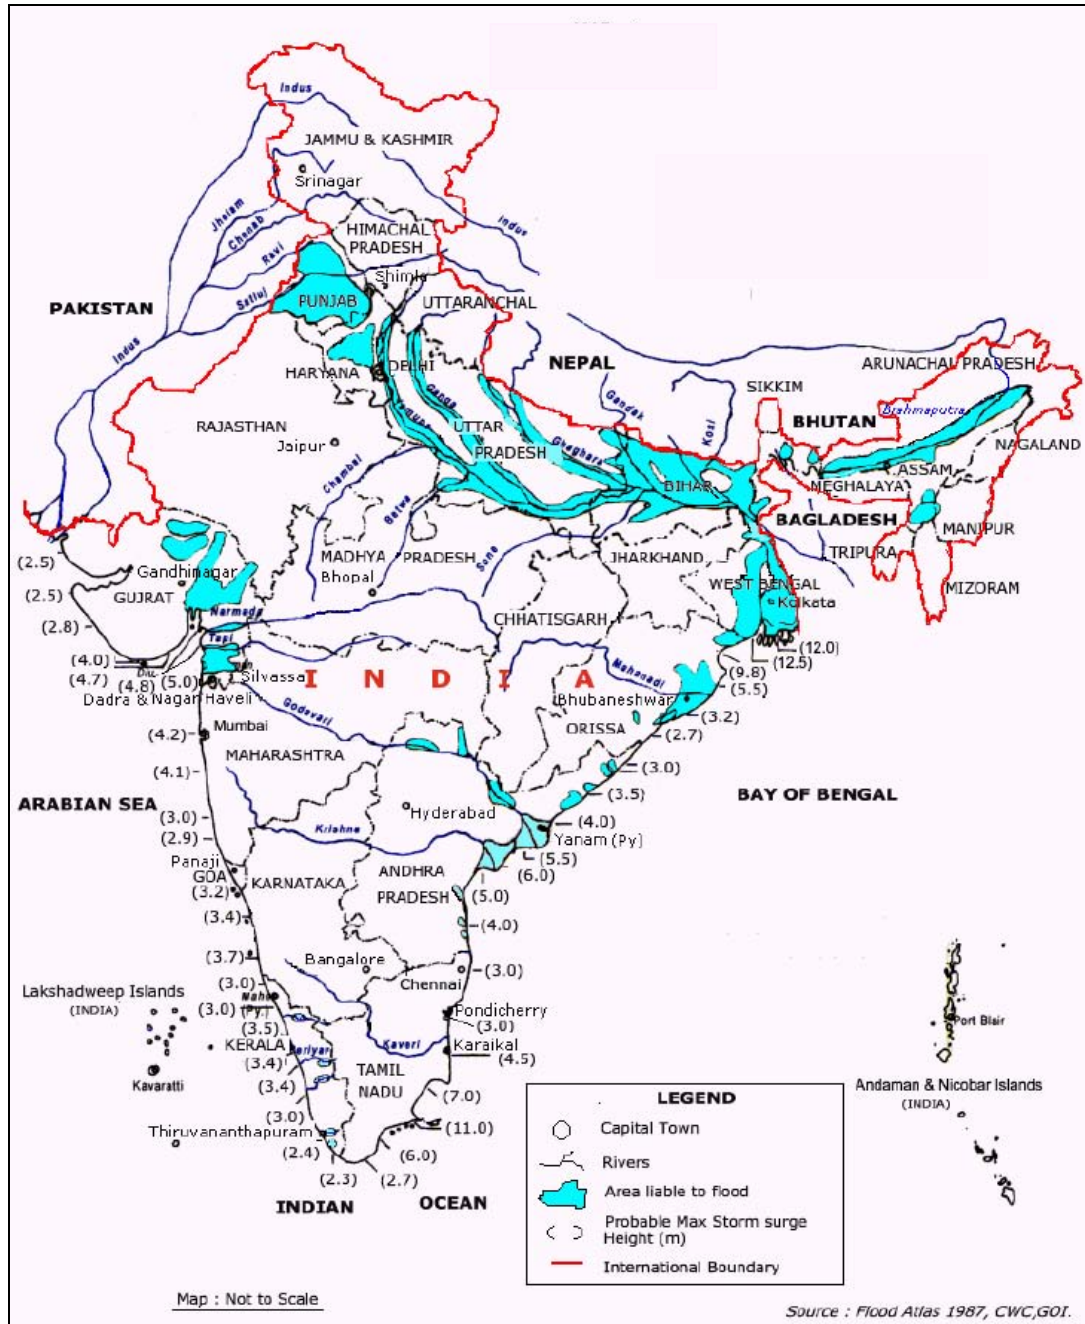 Indus
JAMMU & KASHMIR
Srinagar
Jhelam
Chenab
Indus
HIMACHAL
PRADESH
Ravi
Shimla
Satluj
PUNJAB
UTTARANCHAL
PAKISTAN
Indus
NEPAL
ARUNACHAL PRADESH
HARYANA
DELHI
SIKKIM
Ganga
Gandak
Kosi
BHUTAN
Brahmaputra
RAJASTHAN
UTTAR
PRADESH
Ghaghara
NAGALAND
Jaipur
Chambal
ASSAM
MEGHALAYA
BIHAR
Betwa
BAGLADESH
MANIPUR
(2.5)
MADHYA
PRADESH
Sone
JHARKHAND
TRIPURA
Gandhinagar
Bhopal
WEST BENGAL
MIZORAM
(2.5)
GUJRAT
Kolkata
Narmada
CHHATISGARH
(2.8)
Tapi
(12.0)
(12.5)
(4.0)
Diu
(9.8)
(4.7)
(4.8)
(5.0)
Silvassa
I N D I A
Mahanadi
(5.5)
Dadra & Nagar Haveli
Bhubaneshwar
Godavari
(3.2)
Mumbai
(4.2)
ORISSA
(2.7)
MAHARASHTRA
(4.1)
(3.0)
ARABIAN SEA
(3.5)
BAY OF BENGAL
(3.0)
Hyderabad
(4.0)
Krishna
Yanam (Py)
(2.9)
(5.5)
Panaji
GOA
(6.0)
KARNATAKA
ANDHRA
PRADESH
(5.0)
(3.2)
(3.4)
(4.0)
(3.7)
Bangalore
(3.0)
Chennai
(3.0)
Lakshadweep Islands
(INDIA)
Mahe
(Py.)
(3.0)
Pondicherry
(3.0)
Port Blair
(3.5)
KERALA
Kaveri
Karaikal
(4.5)
(3.4)
TAMIL
NADU
Kavaratti
(3.4)
(7.0)
Andaman & Nicobar Islands
(INDIA)
(3.0)
(11.0)
Thiruvananthapuram
(2.4)
(6.0)
(2.3)
(2.7)
INDIAN
OCEAN
LEGEND
Capital Town
Rivers
Area liable to flood
Probable Max Storm surge
Height (m)
International Boundary
Map : Not to Scale
Source : Flood Atlas 1987, CWC,GOI.